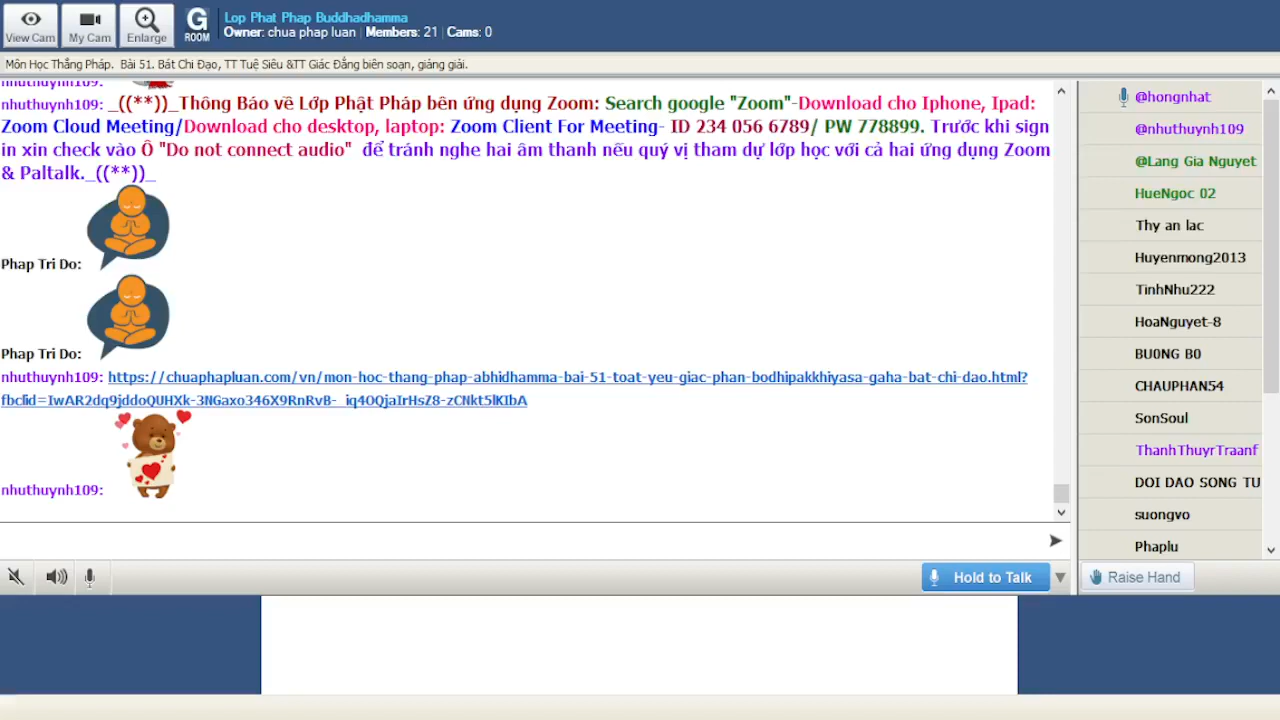 View Cam
My Cam
Enlarge
G
ROOM
Lop Phat Phap Buddhadhamma
Owner: chua phap luan | Members: 21 | Cams: 0
Môn Học Thắng Pháp. Bài 51. Bát Chi Đạo, TT Tuệ Siêu &TT Giác Đẳng biên soạn, giảng giải.
nhuthuynh109:
nhuthuynh109: _((**))_Thông Báo về Lớp Phật Pháp bên ứng dụng Zoom: Search google "Zoom"-Download cho Iphone, Ipad:
Zoom Cloud Meeting/Download cho desktop, laptop: Zoom Client For Meeting- ID 234 056 6789/ PW 778899. Trước khi sign
in xin check vào Ô "Do not connect audio" để tránh nghe hai âm thanh nếu quý vị tham dự lớp học với cả hai ứng dụng Zoom
& Paltalk._((**))_
Phap Tri Do:
Phap Tri Do:
nhuthuynh109: https://chuaphapluan.com/vn/mon-hoc-thang-phap-abhidhamma-bai-51-toat-yeu-giac-phan-bodhipakkhiyasa-gaha-bat-chi-dao.html?
fbclid=IwAR2dq9jddoQUHXk-3NGaxo346X9RnRvB-_iq4OQjaIrHsZ8-zCNkt5lKIbA
nhuthuynh109:
@hongnhat
@nhuthuynh109
@Lang Gia Nguyet
HueNgoc 02
Thy an lac
Huyenmong2013
TinhNhu222
HoaNguyet-8
BU0NG B0
CHAUPHAN54
SonSoul
ThanhThuyrTraanf
DOI DAO SONG TU
suongvo
Phaplu
Hold to Talk
Raise Hand